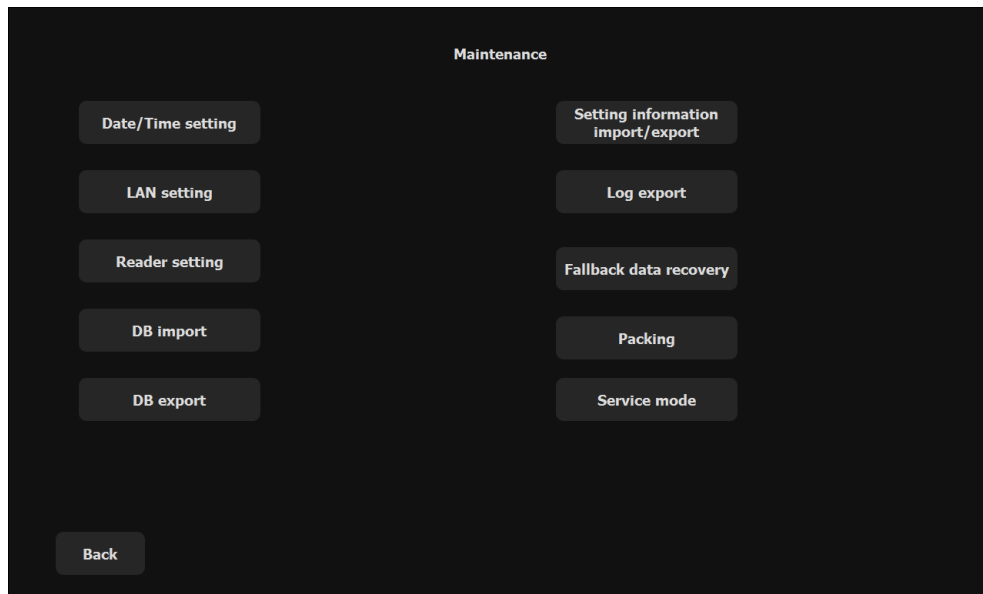 Maintenance
Date/Time setting
LAN setting
Reader setting
DB import
DB export
Setting information
import/export
Log export
Fallback data recovery
Packing
Service mode
Back